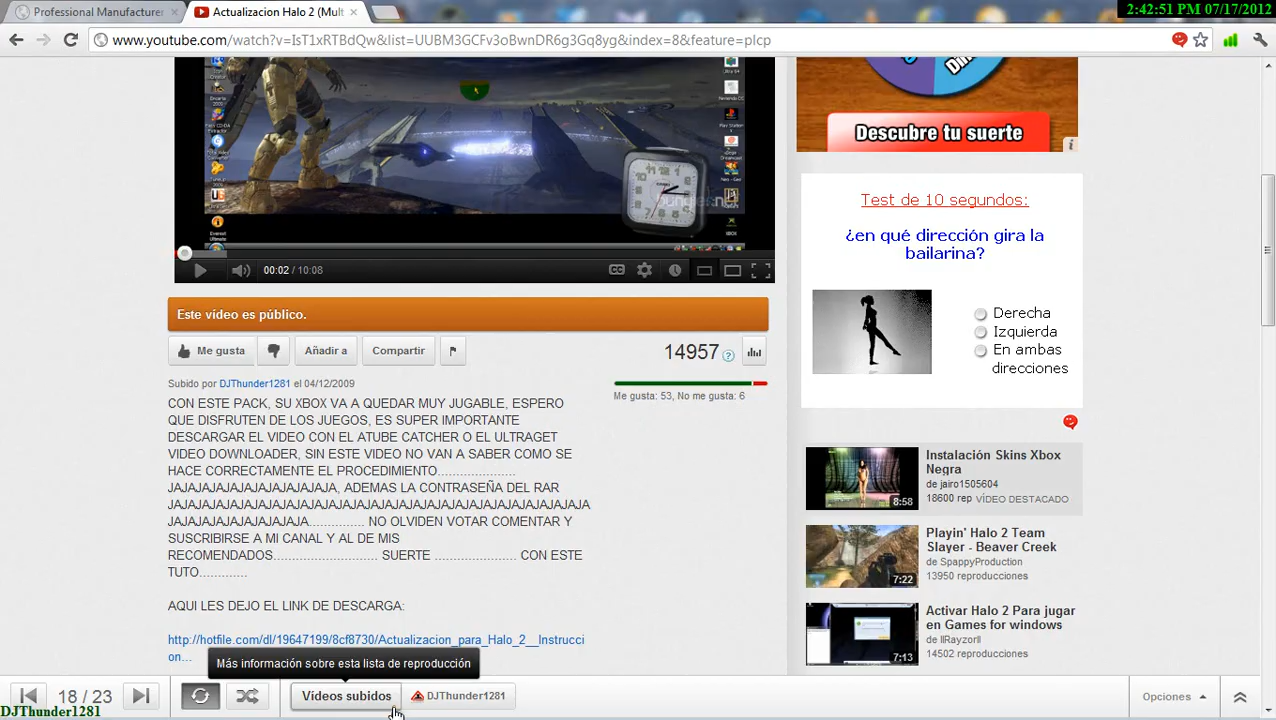 Professional Manufacturer
Actualizacion Halo 2 (Mult
2:42:51 PM 07/17/2012
www.youtube.com/watch?v=IsT1xRTBdQw&list=UUBM3GCFv3oBwnDR6g3Gq8yg&index=8&feature=plcp
Descubre tu suerte
Test de 10 segundos:
¿en qué dirección gira la
bailarina?
Derecha
Izquierda
En ambas
direcciones
00:02 / 10:08
CC
Este vídeo es público.
Me gusta
Añadir a
Compartir
14957
Subido por DJThunder1281 el 04/12/2009
Me gusta: 53, No me gusta: 6
CON ESTE PACK, SU XBOX VA A QUEDAR MUY JUGABLE, ESPERO
QUE DISFRUTEN DE LOS JUEGOS, ES SUPER IMPORTANTE
DESCARGAR EL VIDEO CON EL ATUBE CATCHER O EL ULTRAGET
VIDEO DOWNLOADER, SIN ESTE VIDEO NO VAN A SABER COMO SE
HACE CORRECTAMENTE EL PROCEDIMIENTO....................
JAJAJAJAJAJAJAJAJAJA, ADEMAS LA CONTRASEÑA DEL RAR
JAJAJAJAJAJAJAJAJAJAJAJAJAJAJAJAJAJAJAJAJAJAJAJA
JAJAJAJAJAJAJAJA.............. NO OLVIDEN VOTAR COMENTAR Y
SUSCRIBIRSE A MI CANAL Y AL DE MIS
RECOMENDADOS........................... SUERTE .................... CON ESTE
TUTO............
AQUI LES DEJO EL LINK DE DESCARGA:
http://hotfile.com/dl/19647199/8cf8730/Actualizacion_para_Halo_2__Instrucci
on...
Instalación Skins Xbox
Negra
de jairo1505604
18600 rep VÍDEO DESTACADO
8:58
Playin' Halo 2 Team
Slayer - Beaver Creek
de SpappyProduction
13950 reproducciones
7:22
Activar Halo 2 Para jugar
en Games for windows
14502 reproducciones
7:13
Más información sobre esta lista de reproducción
18 / 23
Vídeos subidos
DJThunder1281
Opciones
DJThunder1281